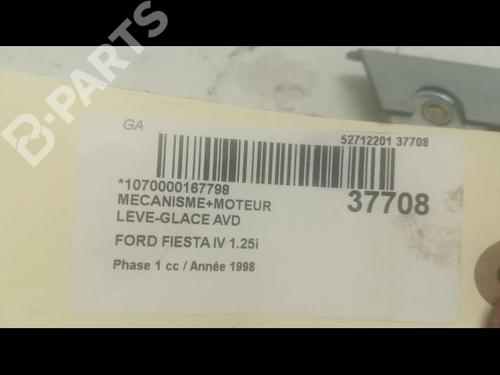 B-PARTS
GA
52712201 37708
*1070000167798
37708
MECANISME+MOTEUR
LEVE-GLACE AVD
FORD FIESTA IV 1.25i
Phase 1 cc / Année 1998